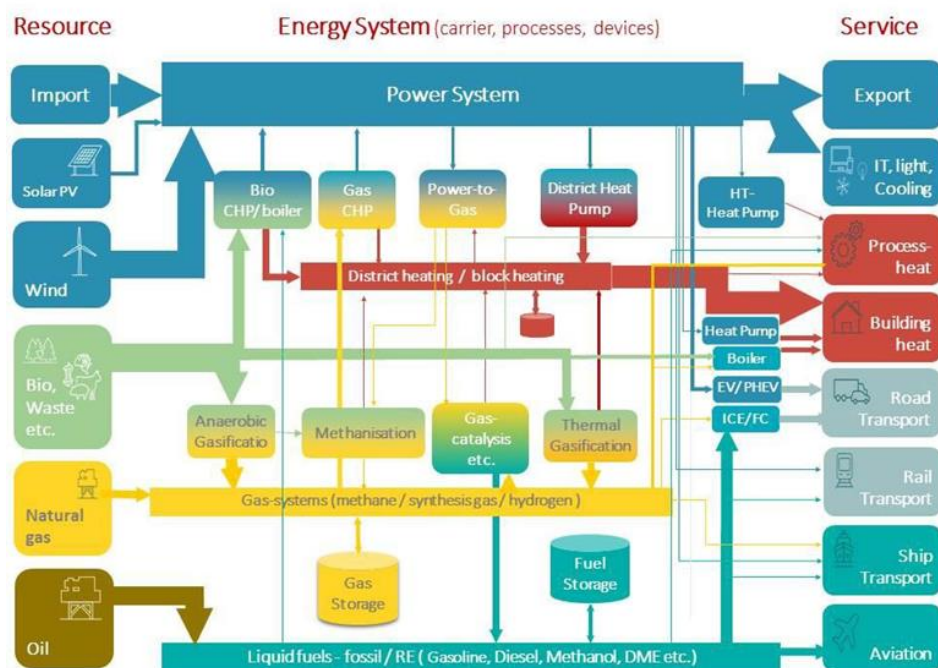 Resource
Energy System (carrier, processes, devices)
Service
Import
Power System
Export
Solar PV
IT, light,
Cooling
Bio
CHP/boiler
Gas
CHP
Power-to-
Gas
District Heat
Pump
HT-
Heat Pump
Wind
Process-
heat
District heating / block heating
Heat Pump
Boiler
Building
heat
Bio,
Waste
etc.
EV/PHEV
ICE/FC
Road
Transport
Anaerobic
Gasificatio
Methanisation
Gas-
catalysis
etc.
Thermal
Gasification
Natural
gas
Gas-systems (methane / synthesis gas / hydrogen )
Rail
Transport
Gas
Storage
Fuel
Storage
Ship
Transport
Oil
Liquid fuels - fossil / RE ( Gasoline, Diesel, Methanol, DME etc.)
Aviation